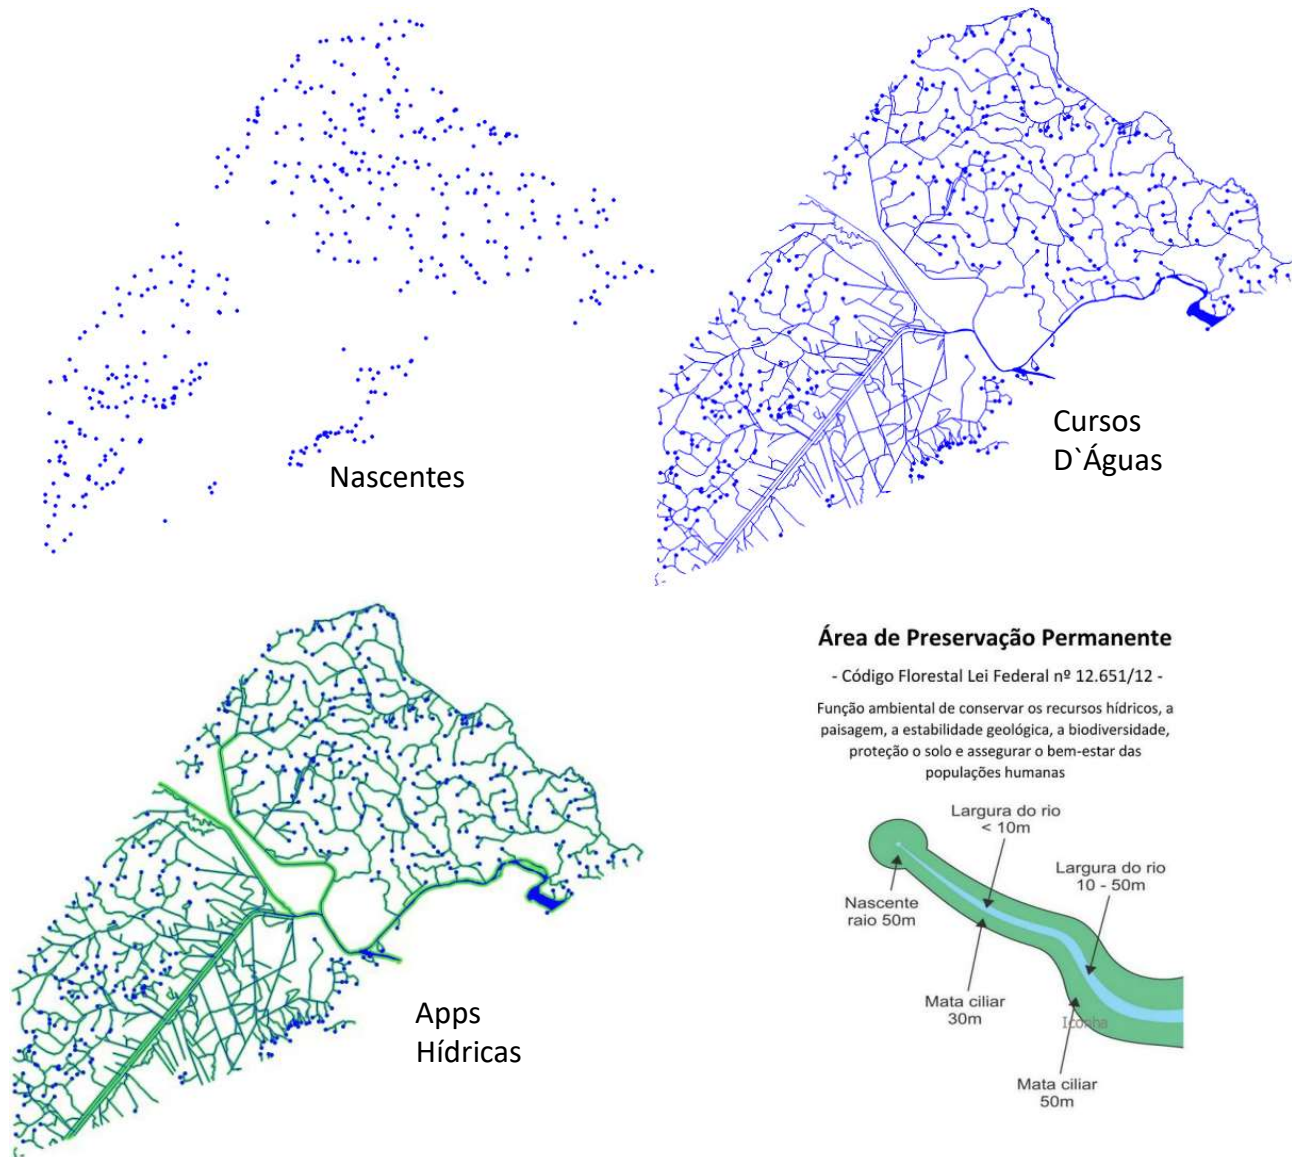 Nascentes
Cursos
D`Águas
Apps
Hídricas
Área de Preservação Permanente
- Código Florestal Lei Federal nº 12.651/12 -
Função ambiental de conservar os recursos hídricos, a
paisagem, a estabilidade geológica, a biodiversidade,
proteção o solo e assegurar o bem-estar das
populações humanas
Largura do rio
< 10m
Largura do rio
10 - 50m
Nascente
raio 50m
Mata ciliar
30m
Iconha
Mata ciliar
50m